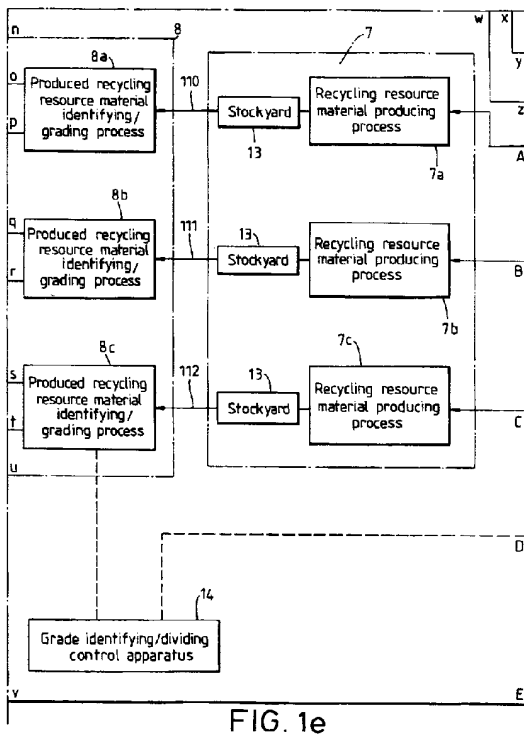 w x
n 8 7
8a y
o Produced recycling
resource material
identifying/
grading process
110
Stockyard
13
Recycling resource
material producing
process
7a
z
p
A
8b
q Produced recycling
resource material
identifying/
grading process
111
13
Stockyard
Recycling resource
material producing
process
7b
B
r
8c
s Produced recycling
resource material
identifying/
grading process
112
13
Stockyard
7c
Recycling resource
material producing
process
C
t
u
D
14
Grade identifying/dividing
control apparatus
v E
FIG. 1e